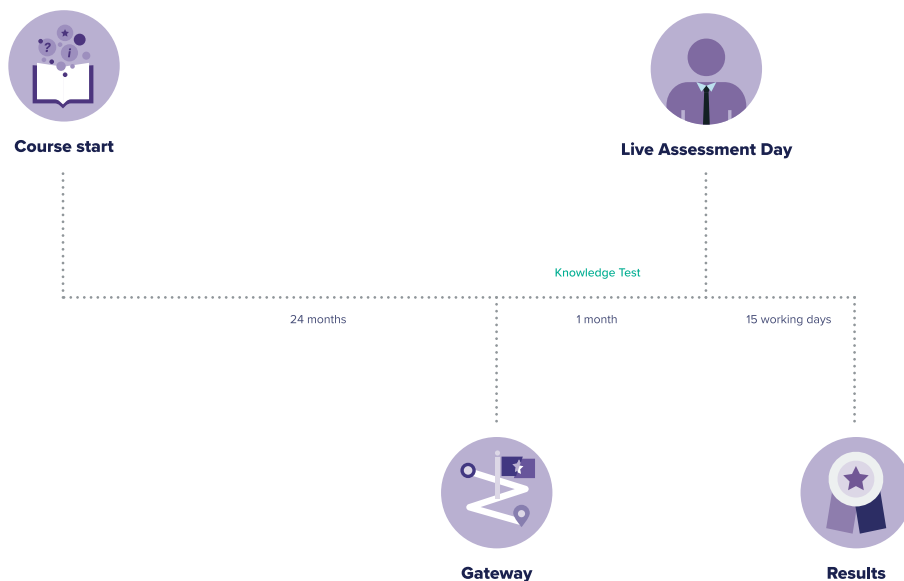 ? i
Course start
Live Assessment Day
Knowledge Test
24 months
1 month
15 working days
Gateway
Results